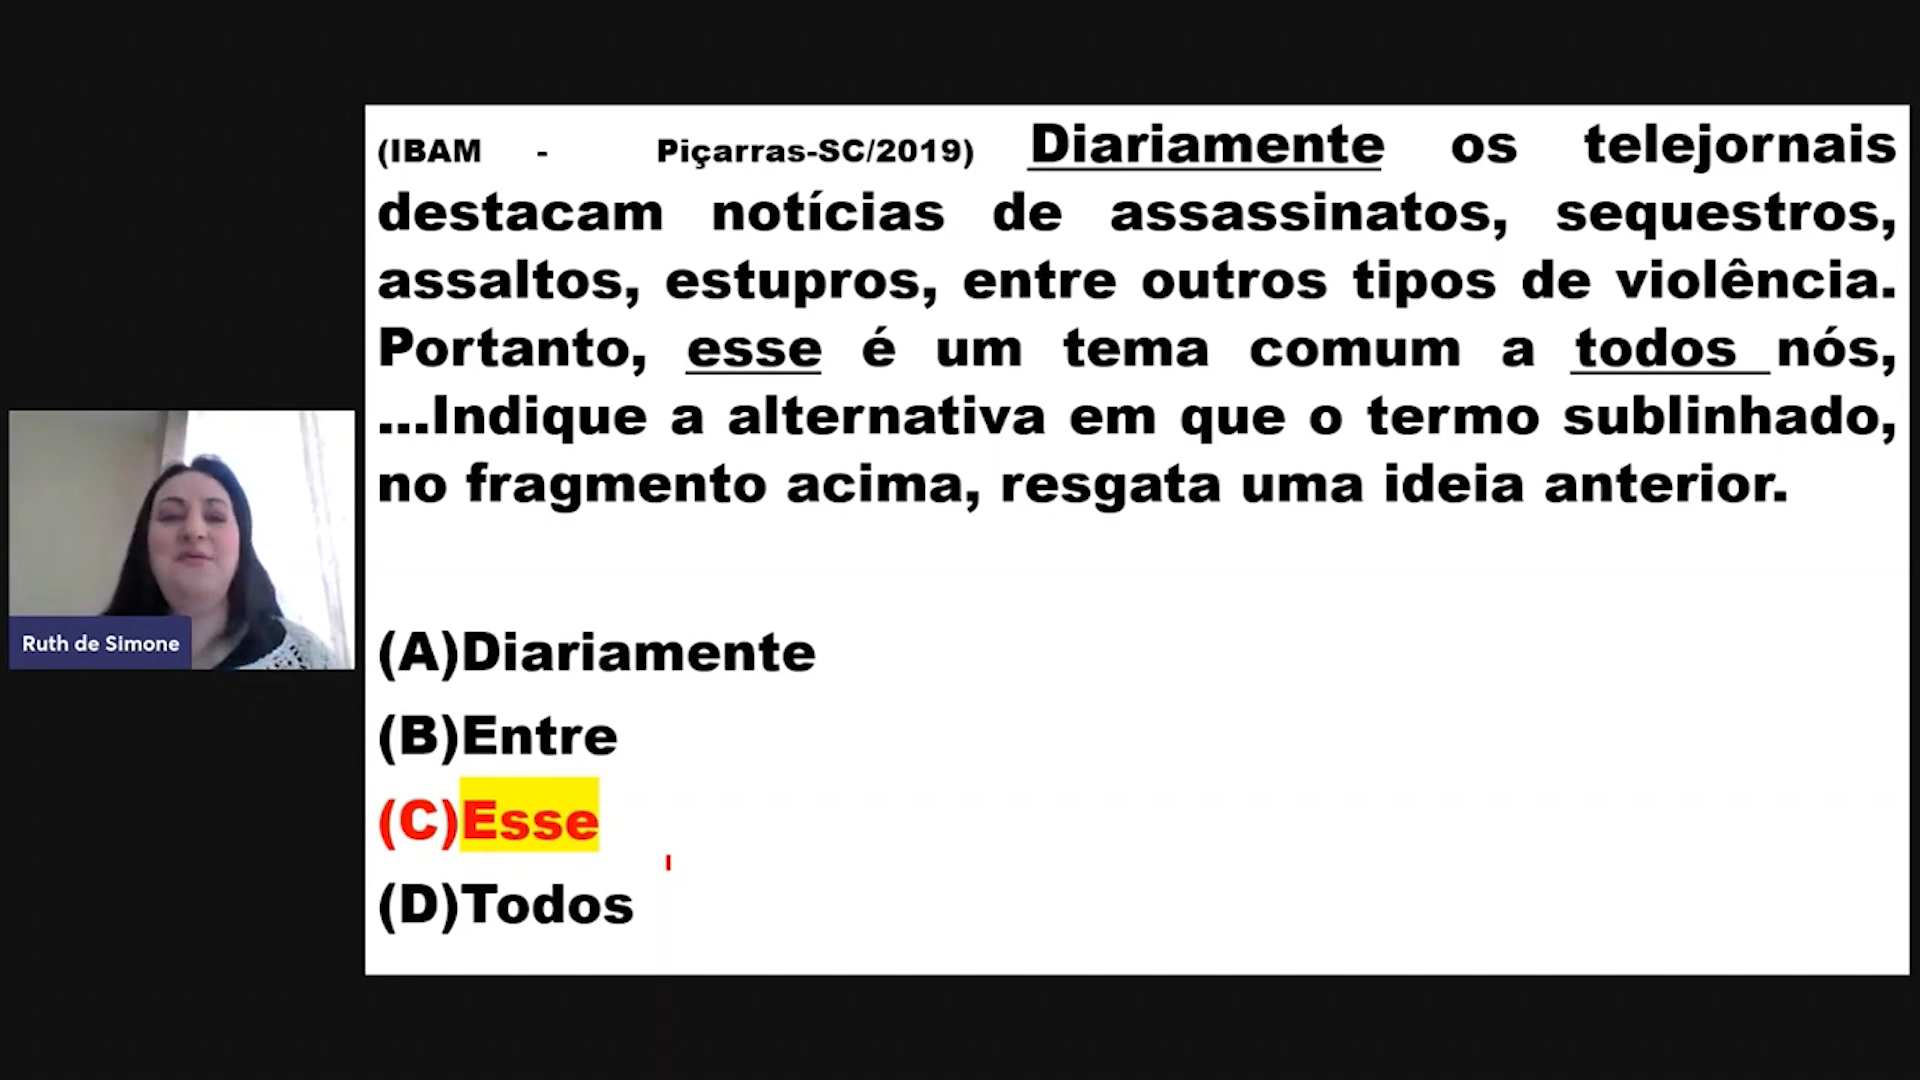 (IBAM - Piçarras-SC/2019) Diariamente os telejornais
destacam notícias de assassinatos, sequestros,
assaltos, estupros, entre outros tipos de violência.
Portanto, esse é um tema comum a todos nós,
...Indique a alternativa em que o termo sublinhado,
no fragmento acima, resgata uma ideia anterior.
Ruth de Simone
(A)Diariamente
(B)Entre
(C)Esse
(D)Todos